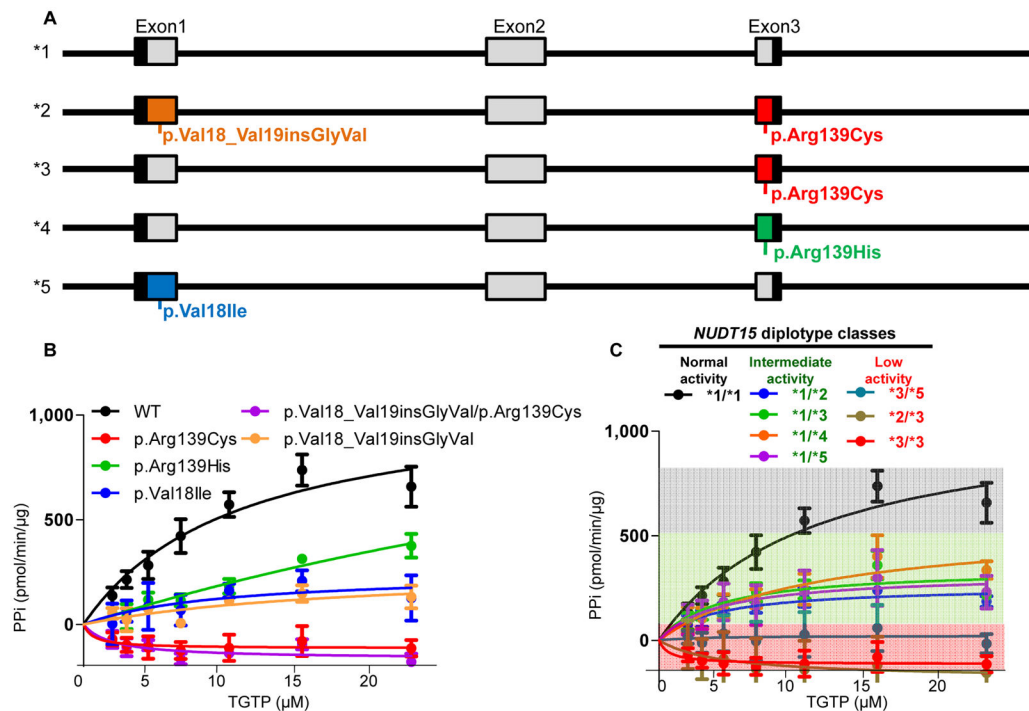 A
Exon1 Exon2 Exon3
*1
*2
p.Val18_Val19insGlyVal p.Arg139Cys
*3
p.Arg139Cys
*4
p.Arg139His
*5
p.Val18Ile
B
WT
p.Arg139Cys
p.Arg139His
p.Val18Ile
p.Val18_Val19insGlyVal/p.Arg139Cys
p.Val18_Val19insGlyVal
1,000
500
0
PPi (pmol/min/µg)
0 5 10 15 20
TGTP (µM)
C
NUDT15 diplotype classes
Normal activity
*1/*1
Intermediate activity
*1/*2
*1/*3
*1/*4
*1/*5
Low activity
*3/*5
*2/*3
*3/*3
1,000
500
0
PPi (pmol/min/µg)
0 5 10 15 20
TGTP (µM)